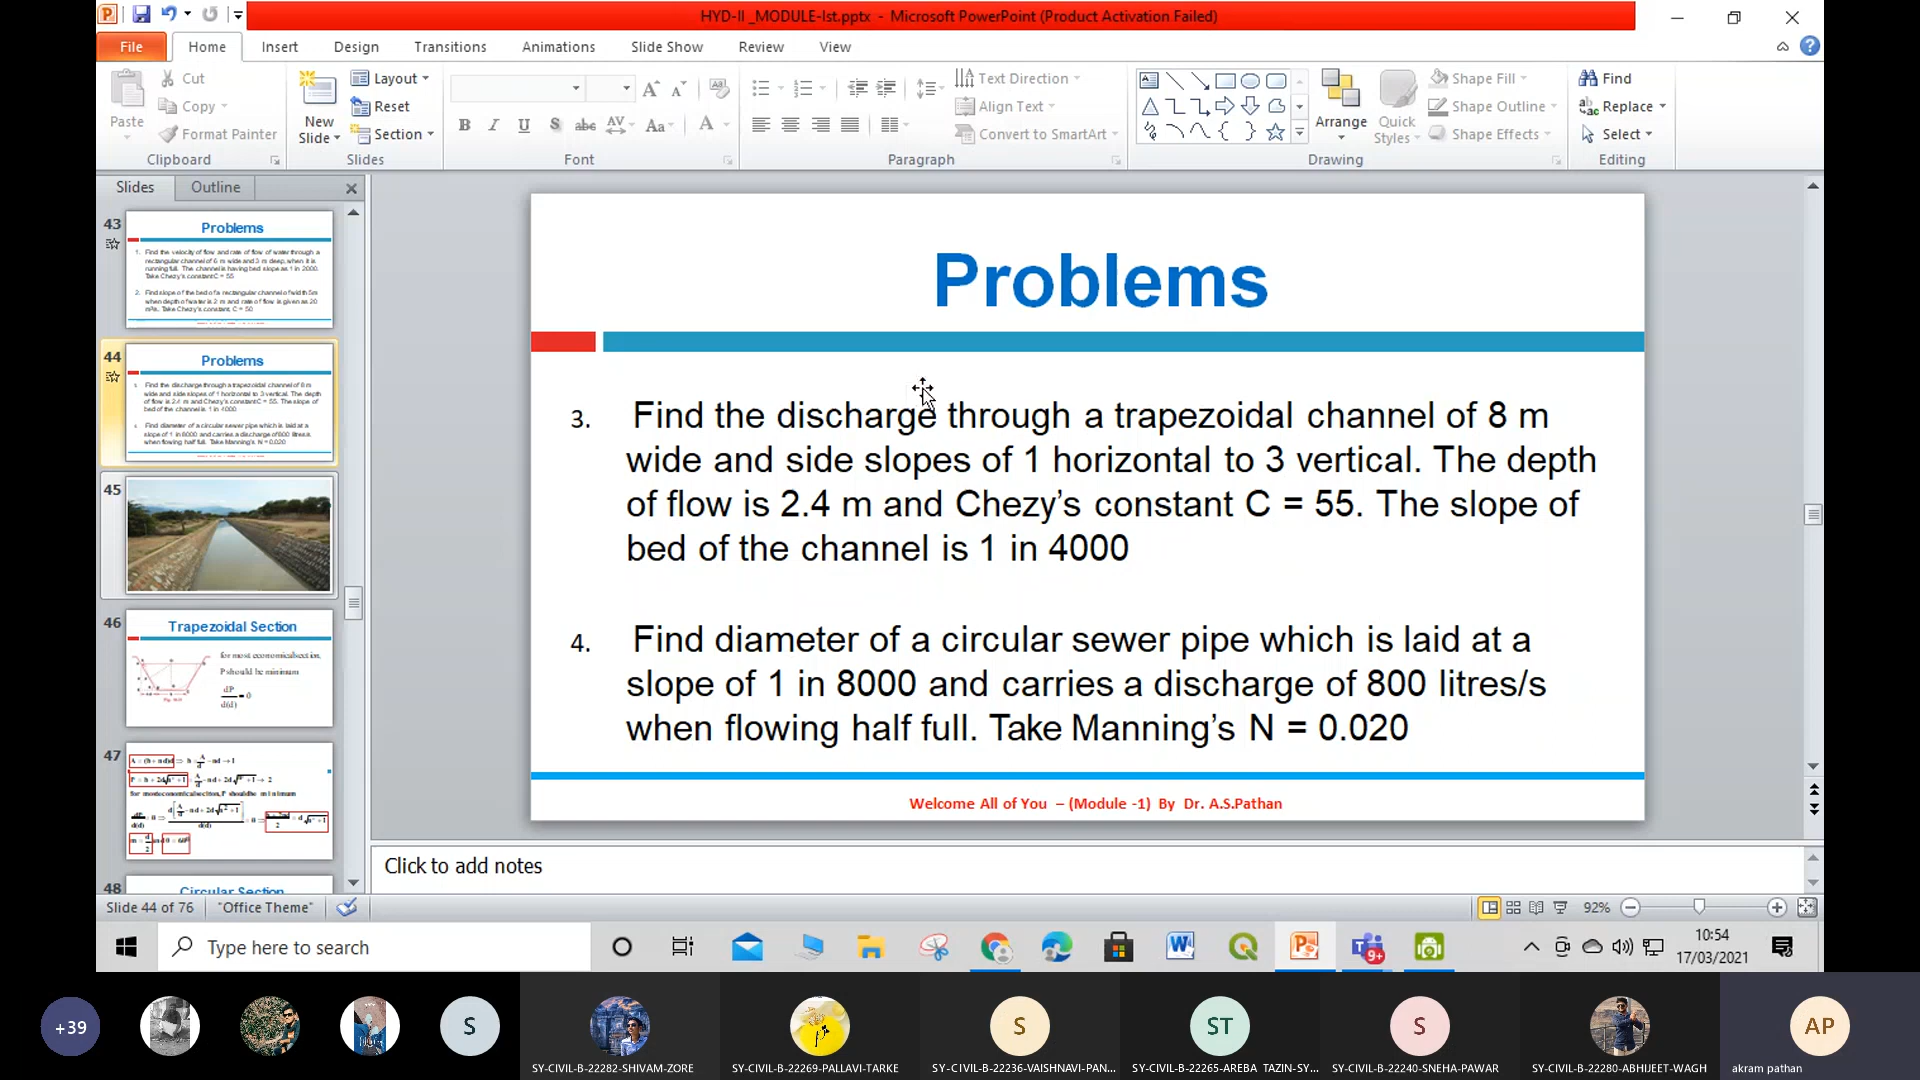 HYD-II _MODULE-Ist.pptx - Microsoft PowerPoint (Product Activation Failed)
File Home Insert Design Transitions Animations Slide Show Review View
Cut
Copy
Format Painter
Paste
Clipboard
New
Slide
Layout
Reset
Section
Slides
B I U S abc AV Aa A
Font
Text Direction
Align Text
Convert to SmartArt
Paragraph
Arrange
Quick
Styles
Shape Fill
Shape Outline
Shape Effects
Drawing
Find
Replace
Select
Editing
Slides Outline
43
Problems
1. Find the velocity of flow and rate of flow of water through a
rectangular channel of 6 m wide and 3 m deep, when it is
running full. The channel is having bed slope as 1 in 2000.
Take Chezy's constant C = 55
2. Find slope of the bed of a rectangular channel of width 5m
when depth of water is 2 m and rate of flow is given as 20
m³/s. Take Chezy's constant, C = 50
44
Problems
Find the discharge through a trapezoidal channel of 8 m
wide and side slopes of 1 horizontal to 3 vertical. The depth
of flow is 2.4 m and Chezy's constant C = 55. The slope of
bed of the channel is 1 in 4000
Find diameter of a circular sewer pipe which is laid at a
slope of 1 in 8000 and carries a discharge of 800 litres/s
when flowing half full. Take Manning's N = 0.020
45
46
Trapezoidal Section
for most economical section,
P should be minimum
dP
d(d)
= 0
47
48
Circular Section
Problems
3. Find the discharge through a trapezoidal channel of 8 m
wide and side slopes of 1 horizontal to 3 vertical. The depth
of flow is 2.4 m and Chezy's constant C = 55. The slope of
bed of the channel is 1 in 4000
4. Find diameter of a circular sewer pipe which is laid at a
slope of 1 in 8000 and carries a discharge of 800 litres/s
when flowing half full. Take Manning's N = 0.020
Welcome All of You – (Module -1) By Dr. A.S.Pathan
Click to add notes
Slide 44 of 76 "Office Theme" 92%
Type here to search
9+
10:54
17/03/2021
+39
S
S
ST
S
AP
SY-CIVIL-B-22282-SHIVAM-ZORE
SY-CIVIL-B-22269-PALLAVI-TARKE
SY-CIVIL-B-22236-VAISHNAVI-PAN...
SY-CIVIL-B-22265-AREBA TAZIN-SY...
SY-CIVIL-B-22240-SNEHA-PAWAR
SY-CIVIL-B-22280-ABHIJEET-WAGH
akram pathan